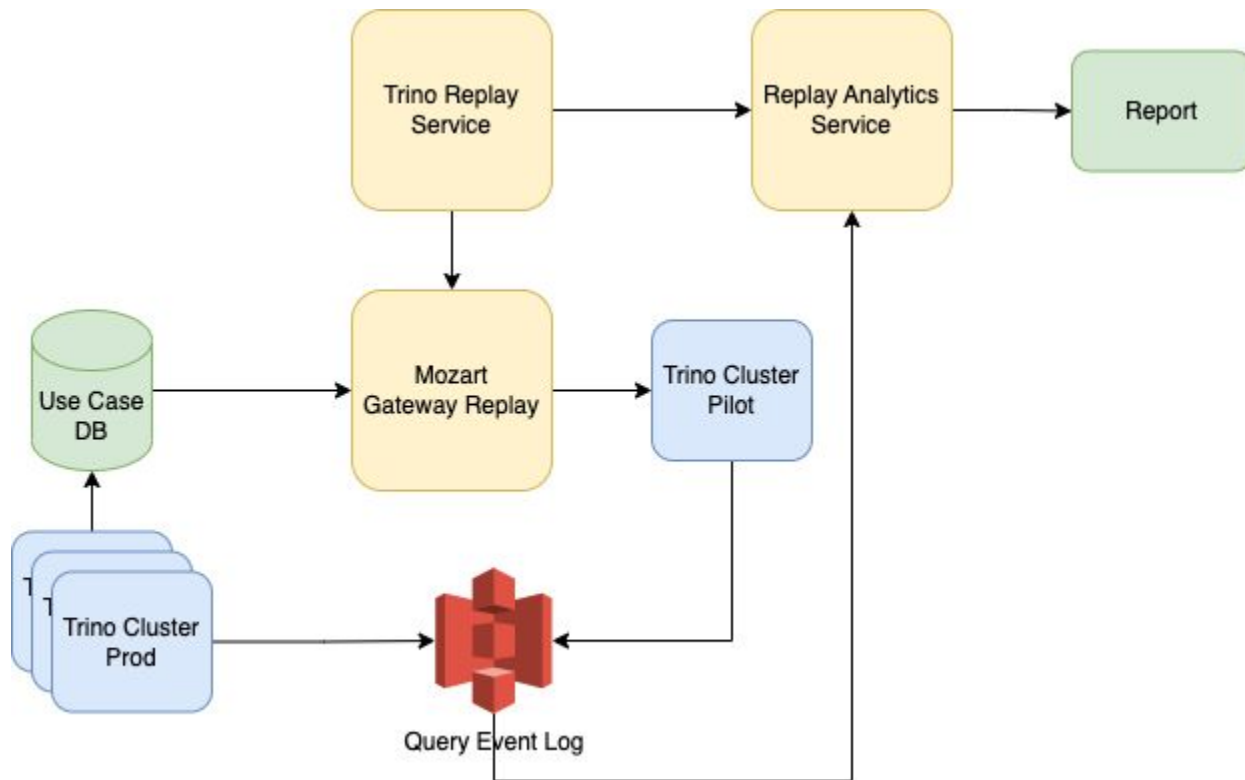 Trino Replay
Service
Replay Analytics
Service
Report
Use Case
DB
Mozart
Gateway Replay
Trino Cluster
Pilot
T
T
Trino Cluster
Prod
Query Event Log